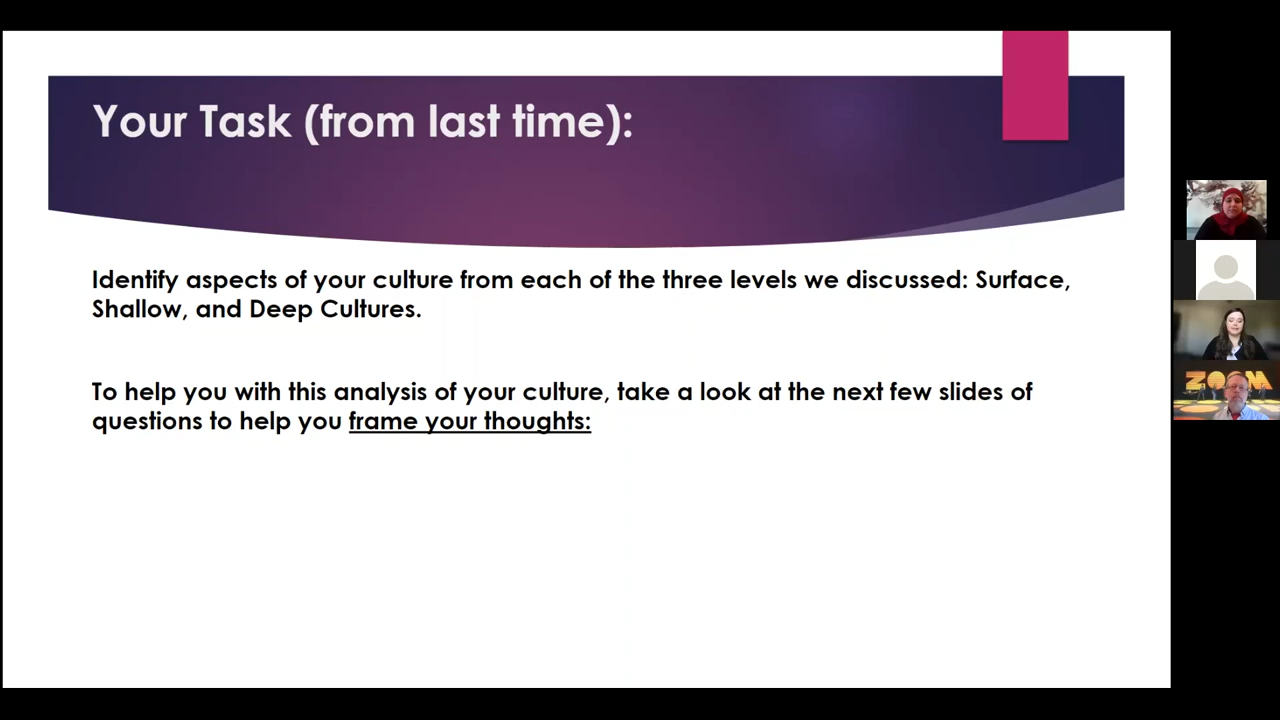 Your Task (from last time):
Identify aspects of your culture from each of the three levels we discussed: Surface,
Shallow, and Deep Cultures.
To help you with this analysis of your culture, take a look at the next few slides of
questions to help you frame your thoughts:
ZOOM